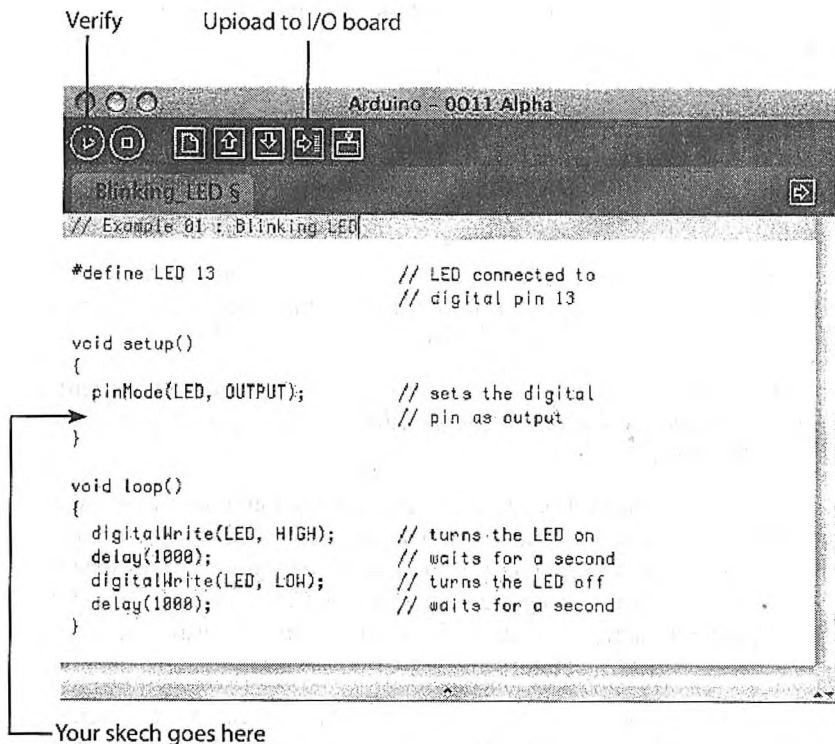 Verify Upioad to I/O board
Arduino – 0011 Alpha
Blinking_LED §
// Example 01 : Blinking LED
#define LED 13 // LED connected to
// digital pin 13
void setup()
{
pinMode(LED, OUTPUT); // sets the digital
// pin as output
}
void loop()
{
digitalWrite(LED, HIGH); // turns the LED on
delay(1000); // waits for a second
digitalWrite(LED, LOW); // turns the LED off
delay(1000); // waits for a second
}
Your skech goes here